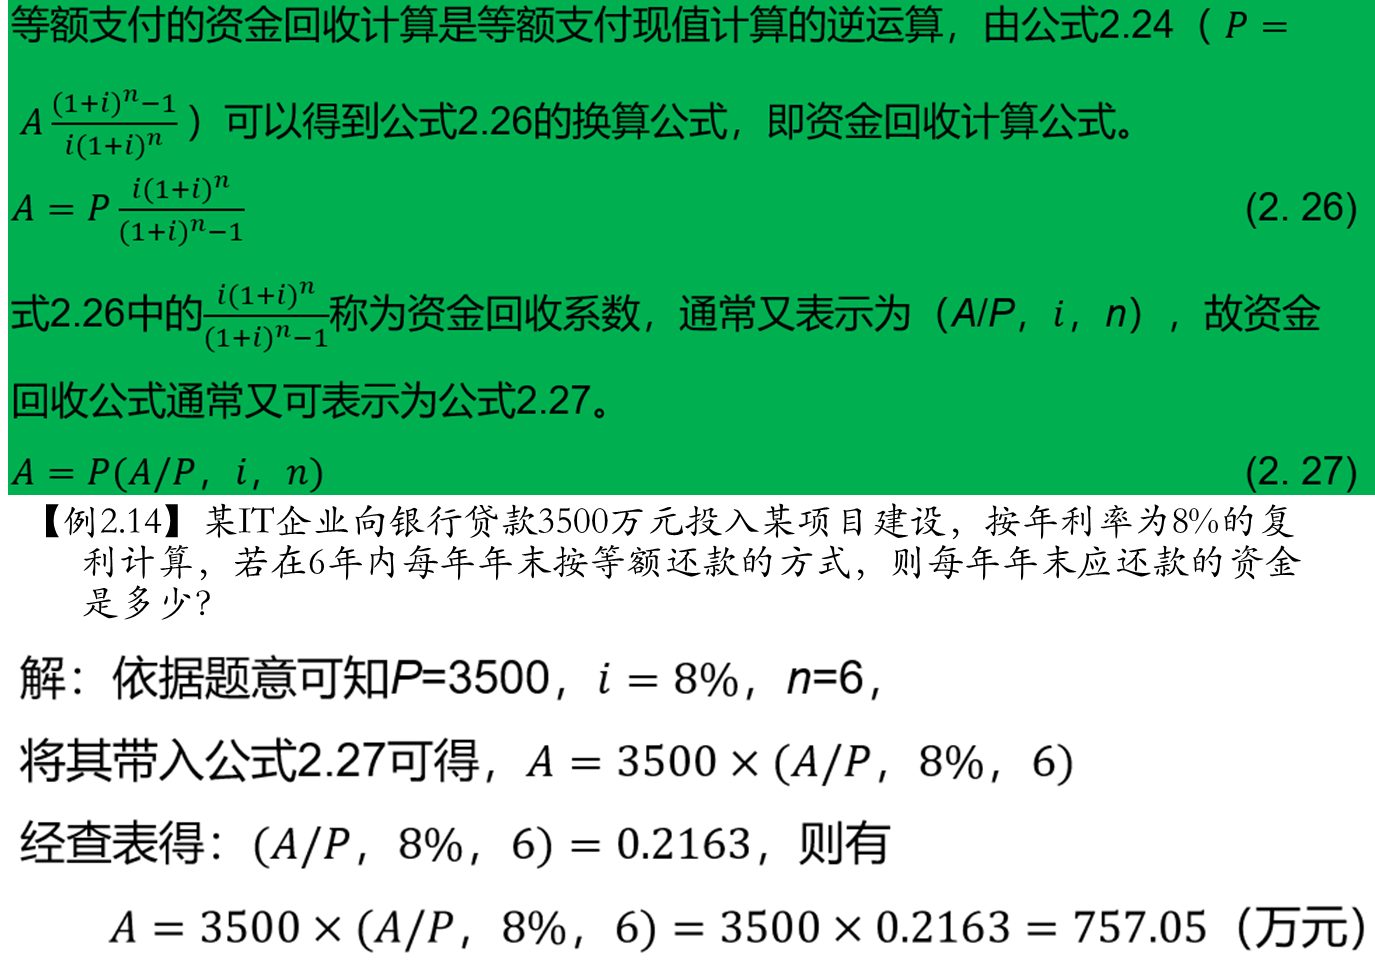 等额支付的资金回收计算是等额支付现值计算的逆运算，由公式2.24（ P =
A \frac{(1+i)^n−1}{i(1+i)^n} ）可以得到公式2.26的换算公式，即资金回收计算公式。
A = P \frac{i(1+i)^n}{(1+i)^n−1} (2. 26)
式2.26中的\frac{i(1+i)^n}{(1+i)^n−1}称为资金回收系数，通常又表示为（A/P，i，n），故资金
回收公式通常又可表示为公式2.27。
A = P(A/P，i，n) (2. 27)
【例2.14】某IT企业向银行贷款3500万元投入某项目建设，按年利率为8%的复
利计算，若在6年内每年年末按等额还款的方式，则每年年末应还款的资金
是多少？
解：依据题意可知P=3500，i = 8%，n=6，
将其带入公式2.27可得，A = 3500 × (A/P，8%，6)
经查表得：(A/P，8%，6) = 0.2163，则有
A = 3500 × (A/P，8%，6) = 3500 × 0.2163 = 757.05（万元）